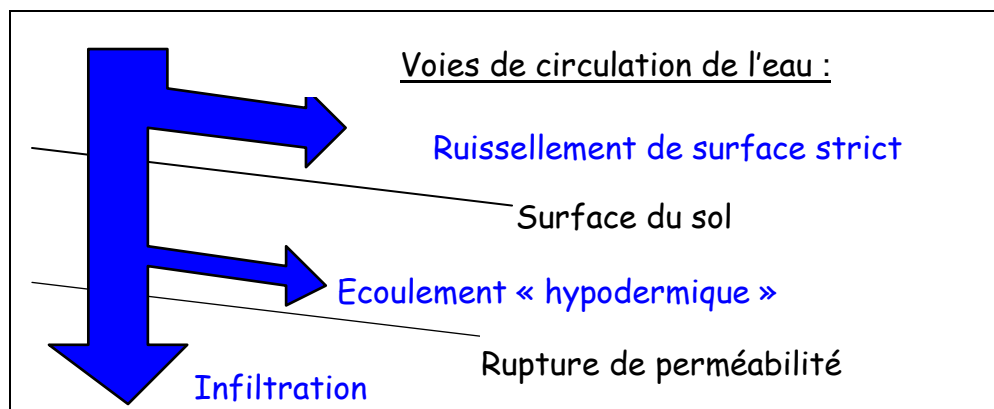 Voies de circulation de l'eau :
Ruissellement de surface strict
Surface du sol
Ecoulement « hypodermique »
Rupture de perméabilité
Infiltration